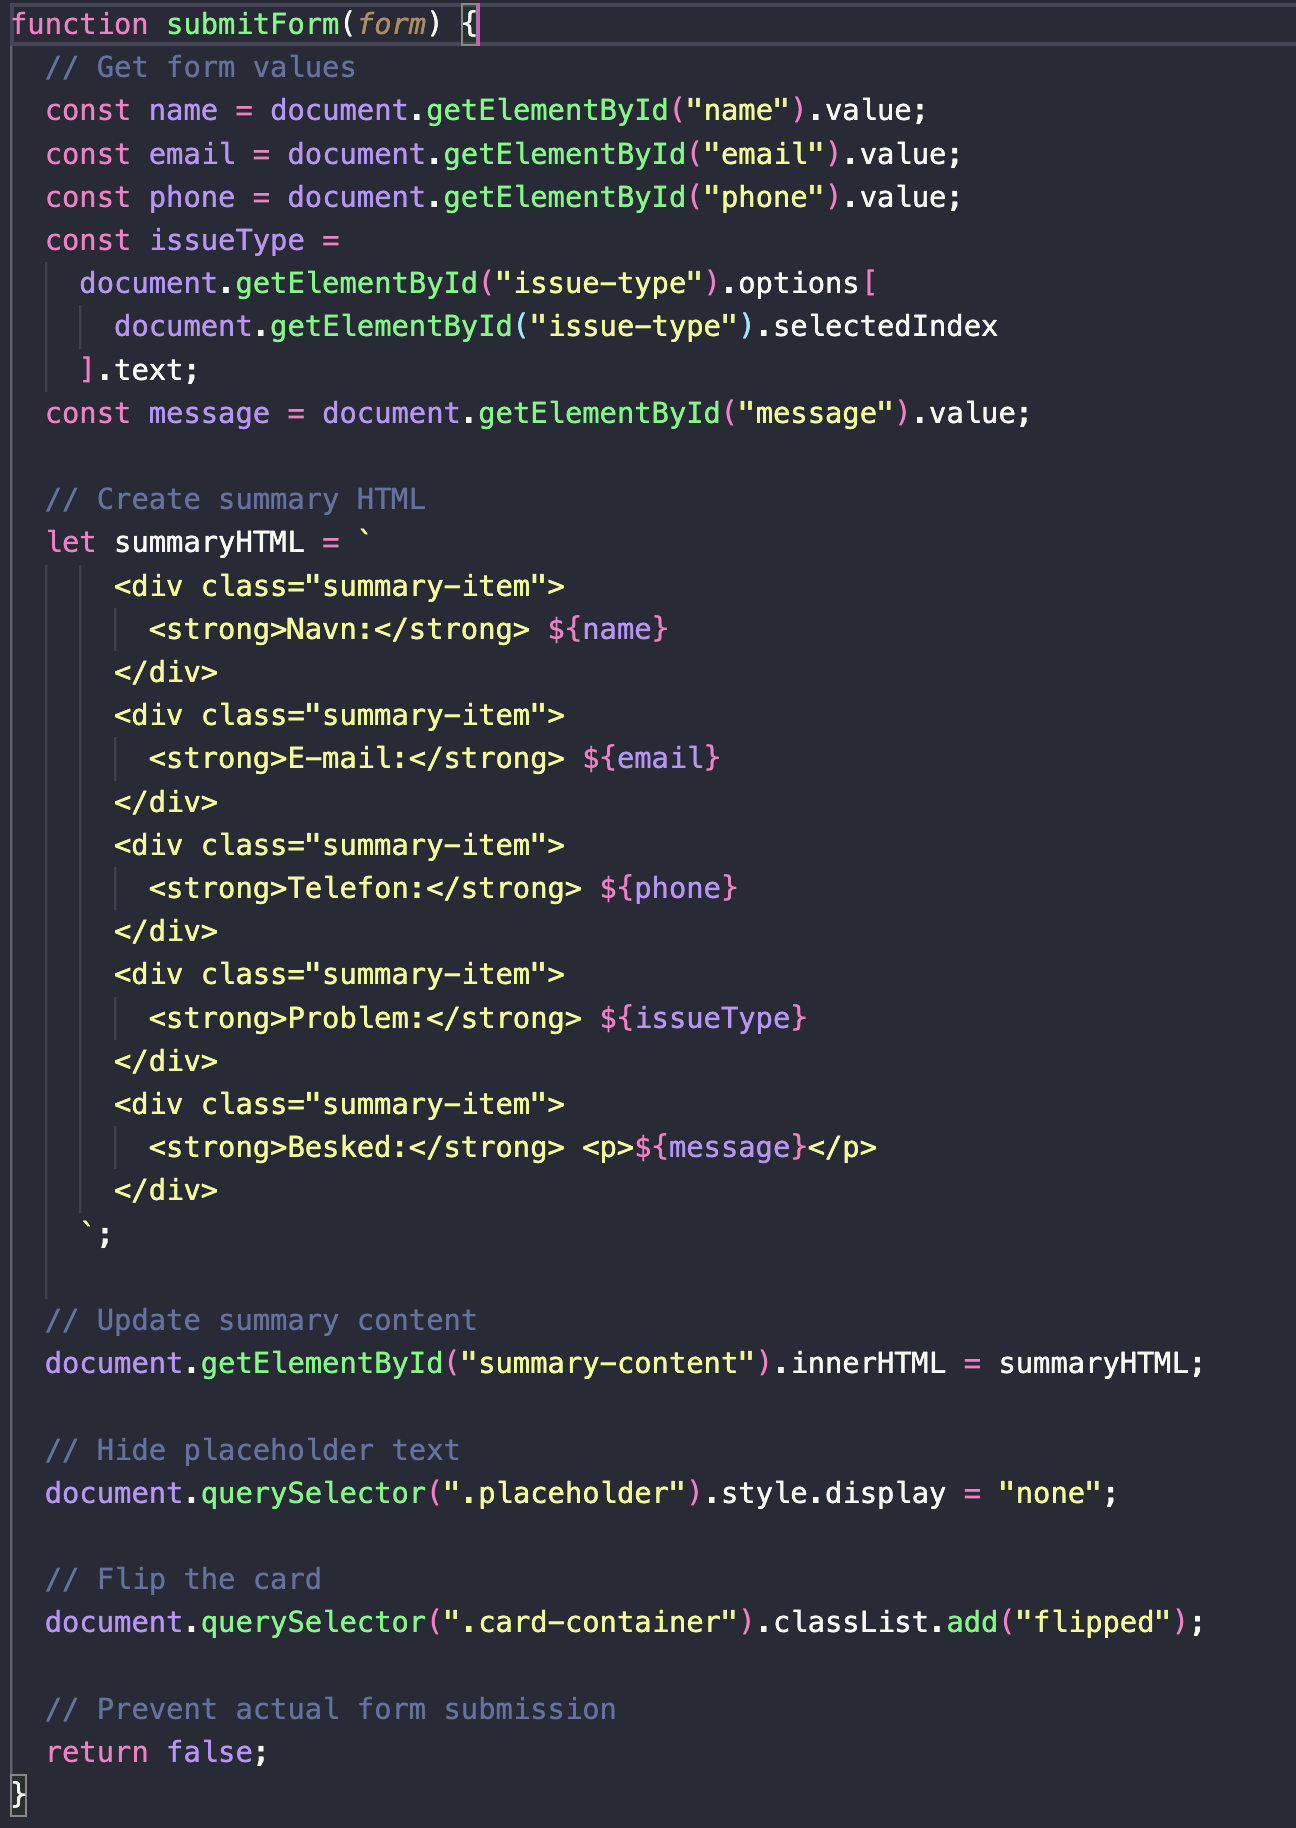 function submitForm(form) {
  // Get form values
  const name = document.getElementById("name").value;
  const email = document.getElementById("email").value;
  const phone = document.getElementById("phone").value;
  const issueType =
    document.getElementById("issue-type").options[
      document.getElementById("issue-type").selectedIndex
    ].text;
  const message = document.getElementById("message").value;

  // Create summary HTML
  let summaryHTML = `
      <div class="summary-item">
        <strong>Navn:</strong> ${name}
      </div>
      <div class="summary-item">
        <strong>E-mail:</strong> ${email}
      </div>
      <div class="summary-item">
        <strong>Telefon:</strong> ${phone}
      </div>
      <div class="summary-item">
        <strong>Problem:</strong> ${issueType}
      </div>
      <div class="summary-item">
        <strong>Besked:</strong> <p>${message}</p>
      </div>
    `;

  // Update summary content
  document.getElementById("summary-content").innerHTML = summaryHTML;

  // Hide placeholder text
  document.querySelector(".placeholder").style.display = "none";

  // Flip the card
  document.querySelector(".card-container").classList.add("flipped");

  // Prevent actual form submission
  return false;
}